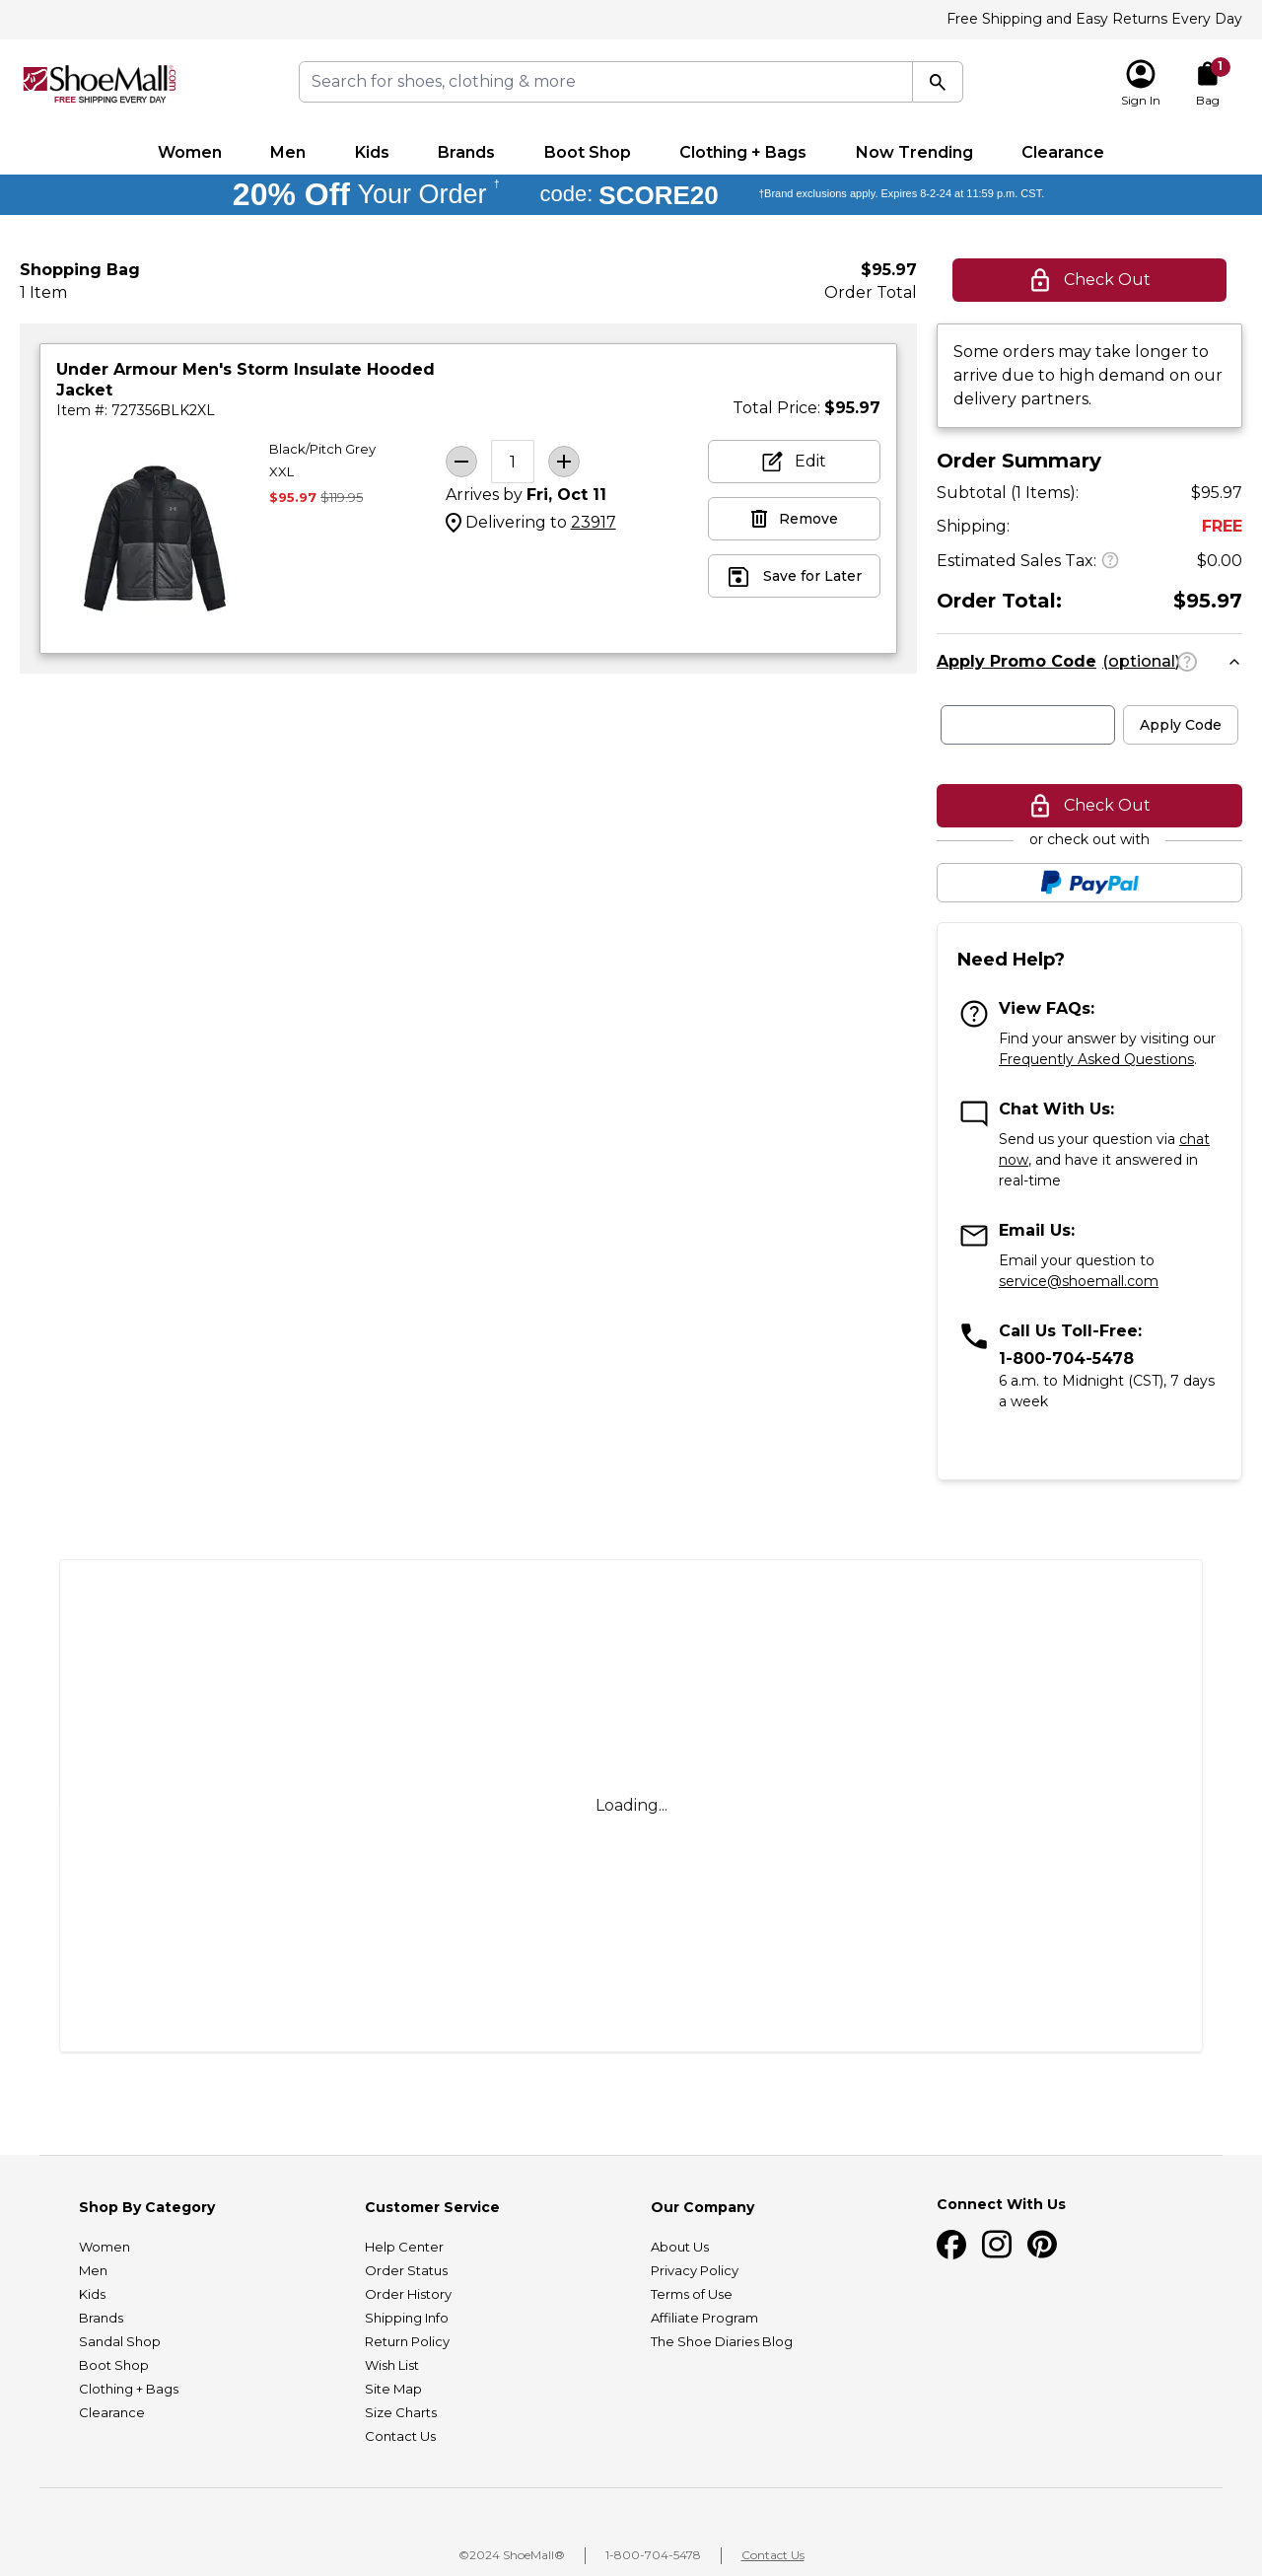 Free Shipping and Easy Returns Every Day
ShoeMall.com
FREE SHIPPING EVERY DAY
Search for shoes, clothing & more
Sign In
1
Bag
Women Men Kids Brands Boot Shop Clothing + Bags Now Trending Clearance
20% Off Your Order † code: SCORE20 †Brand exclusions apply. Expires 8-2-24 at 11:59 p.m. CST.
Shopping Bag
1 Item
$95.97
Order Total
Check Out
Under Armour Men's Storm Insulate Hooded
Jacket
Item #: 727356BLK2XL
Total Price: $95.97
Black/Pitch Grey
XXL
$95.97 $119.95
1
Arrives by Fri, Oct 11
Delivering to 23917
Edit
Remove
Save for Later
Some orders may take longer to
arrive due to high demand on our
delivery partners.
Order Summary
Subtotal (1 Items): $95.97
Shipping: FREE
Estimated Sales Tax: ? $0.00
Order Total: $95.97
Apply Promo Code (optional) ?
Apply Code
Check Out
or check out with
PayPal
Need Help?
View FAQs:
Find your answer by visiting our
Frequently Asked Questions.
Chat With Us:
Send us your question via chat
now, and have it answered in
real-time
Email Us:
Email your question to
service@shoemall.com
Call Us Toll-Free:
1-800-704-5478
6 a.m. to Midnight (CST), 7 days
a week
Loading...
Shop By Category
Women
Men
Kids
Brands
Sandal Shop
Boot Shop
Clothing + Bags
Clearance
Customer Service
Help Center
Order Status
Order History
Shipping Info
Return Policy
Wish List
Site Map
Size Charts
Contact Us
Our Company
About Us
Privacy Policy
Terms of Use
Affiliate Program
The Shoe Diaries Blog
Connect With Us
©2024 ShoeMall® 1-800-704-5478 Contact Us